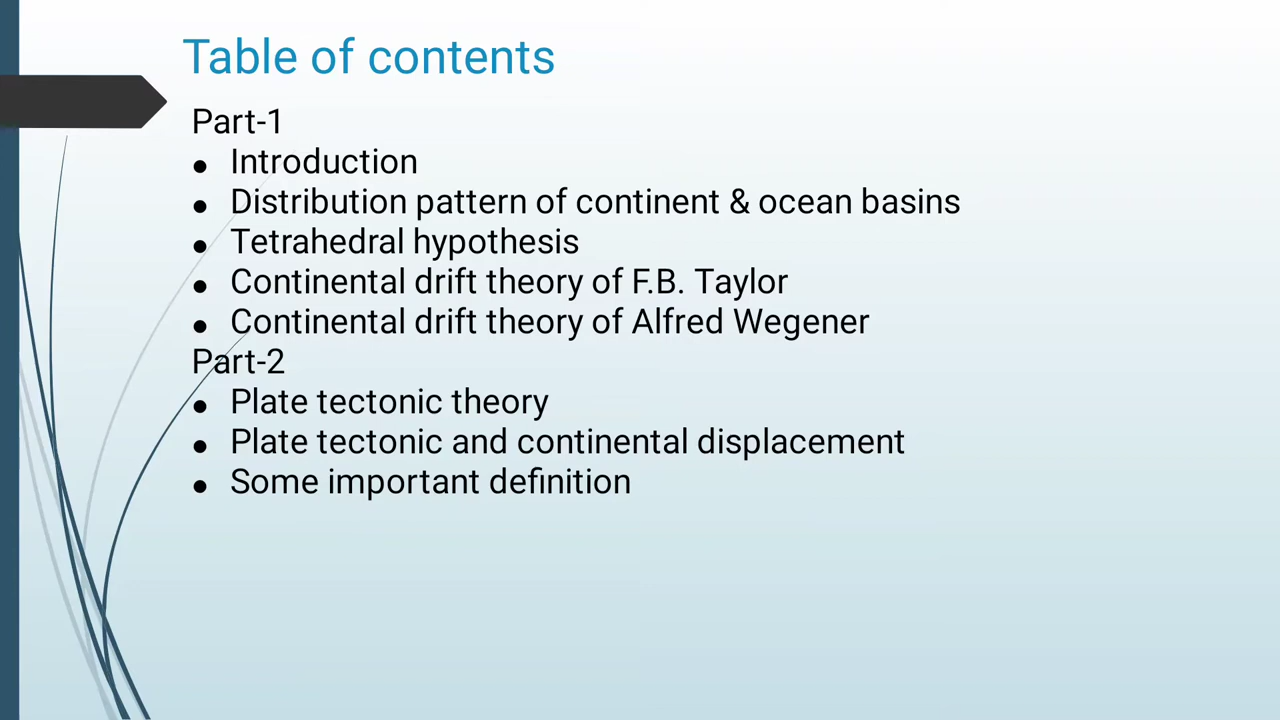 Table of contents
Part-1
● Introduction
● Distribution pattern of continent & ocean basins
● Tetrahedral hypothesis
● Continental drift theory of F.B. Taylor
● Continental drift theory of Alfred Wegener
Part-2
● Plate tectonic theory
● Plate tectonic and continental displacement
● Some important definition